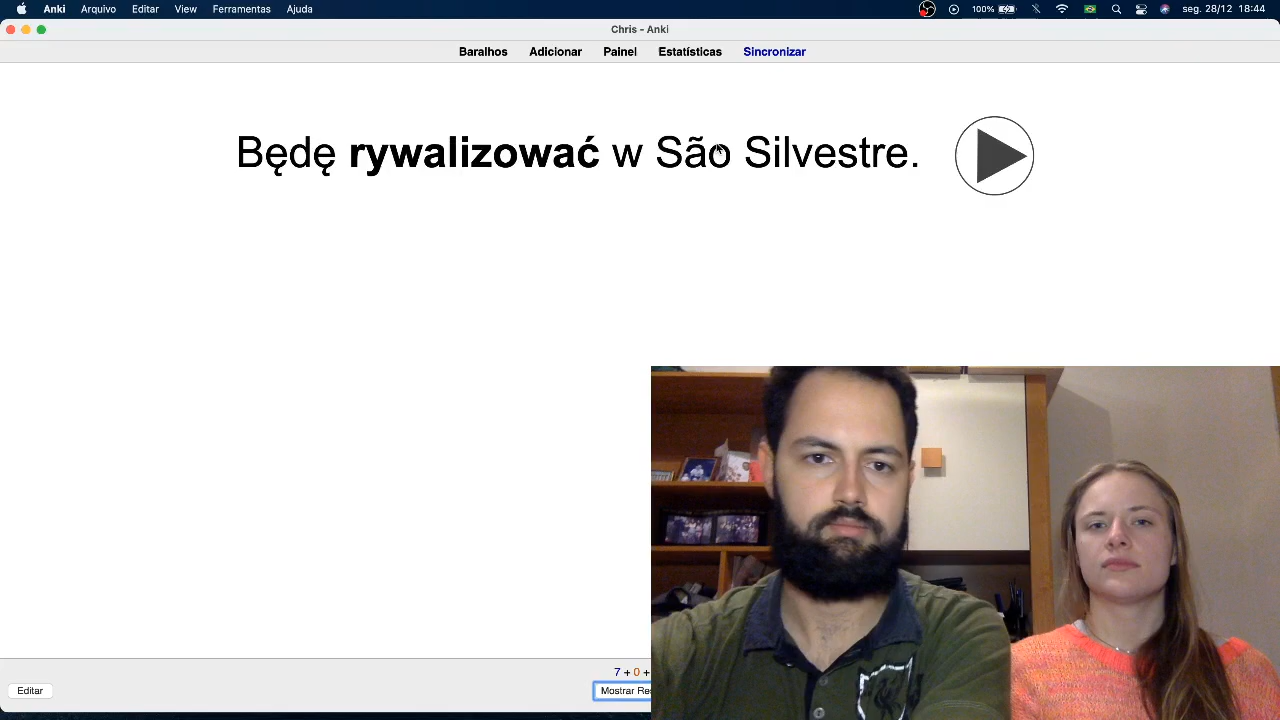 Anki Arquivo Editar View Ferramentas Ajuda 100% seg. 28/12 18:44
Chris - Anki
Baralhos Adicionar Painel Estatísticas Sincronizar
Będę rywalizować w São Silvestre.
7 + 0 +
Editar Mostrar Res